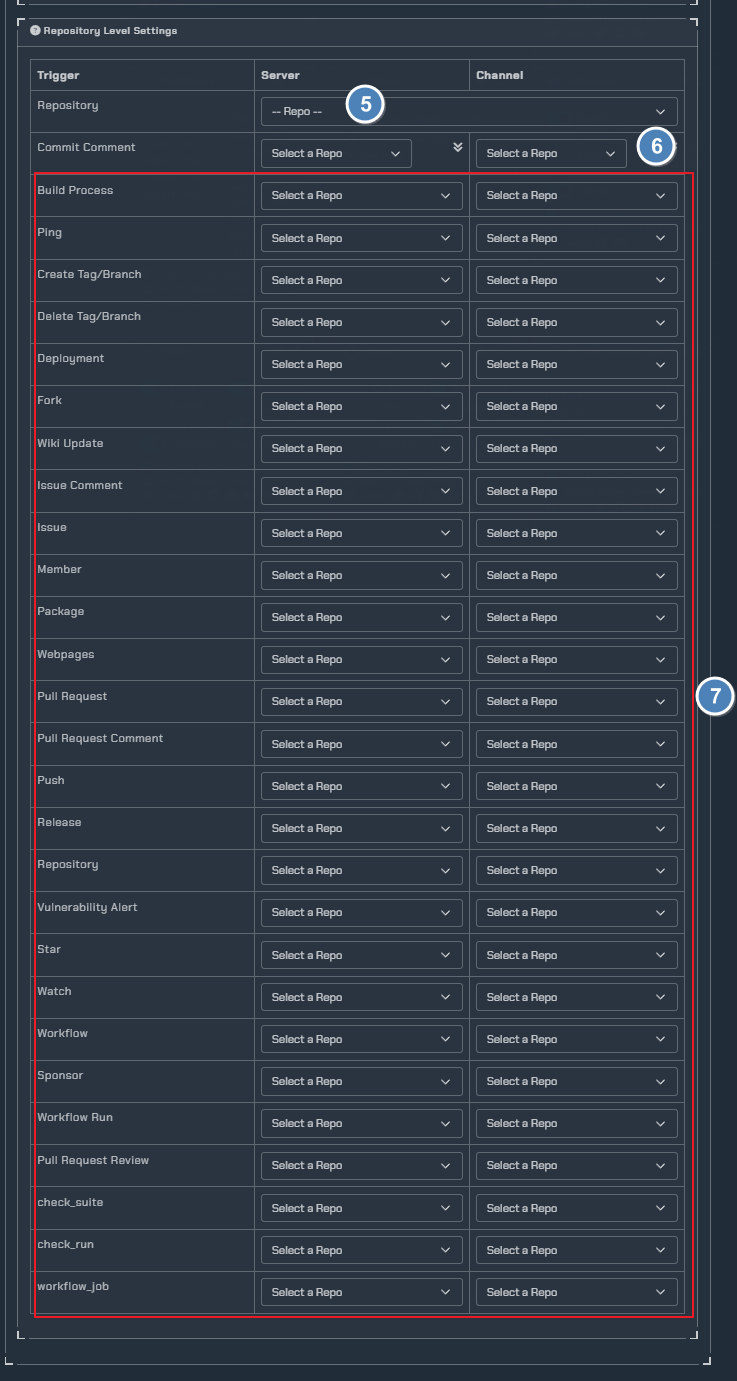 ? Repository Level Settings
Trigger Server Channel
Repository -- Repo -- 5
Commit Comment Select a Repo Select a Repo 6
Build Process Select a Repo Select a Repo
Ping Select a Repo Select a Repo
Create Tag/Branch Select a Repo Select a Repo
Delete Tag/Branch Select a Repo Select a Repo
Deployment Select a Repo Select a Repo
Fork Select a Repo Select a Repo
Wiki Update Select a Repo Select a Repo
Issue Comment Select a Repo Select a Repo
Issue Select a Repo Select a Repo
Member Select a Repo Select a Repo
Package Select a Repo Select a Repo
Webpages Select a Repo Select a Repo
Pull Request Select a Repo Select a Repo 7
Pull Request Comment Select a Repo Select a Repo
Push Select a Repo Select a Repo
Release Select a Repo Select a Repo
Repository Select a Repo Select a Repo
Vulnerability Alert Select a Repo Select a Repo
Star Select a Repo Select a Repo
Watch Select a Repo Select a Repo
Workflow Select a Repo Select a Repo
Sponsor Select a Repo Select a Repo
Workflow Run Select a Repo Select a Repo
Pull Request Review Select a Repo Select a Repo
check_suite Select a Repo Select a Repo
check_run Select a Repo Select a Repo
workflow_job Select a Repo Select a Repo